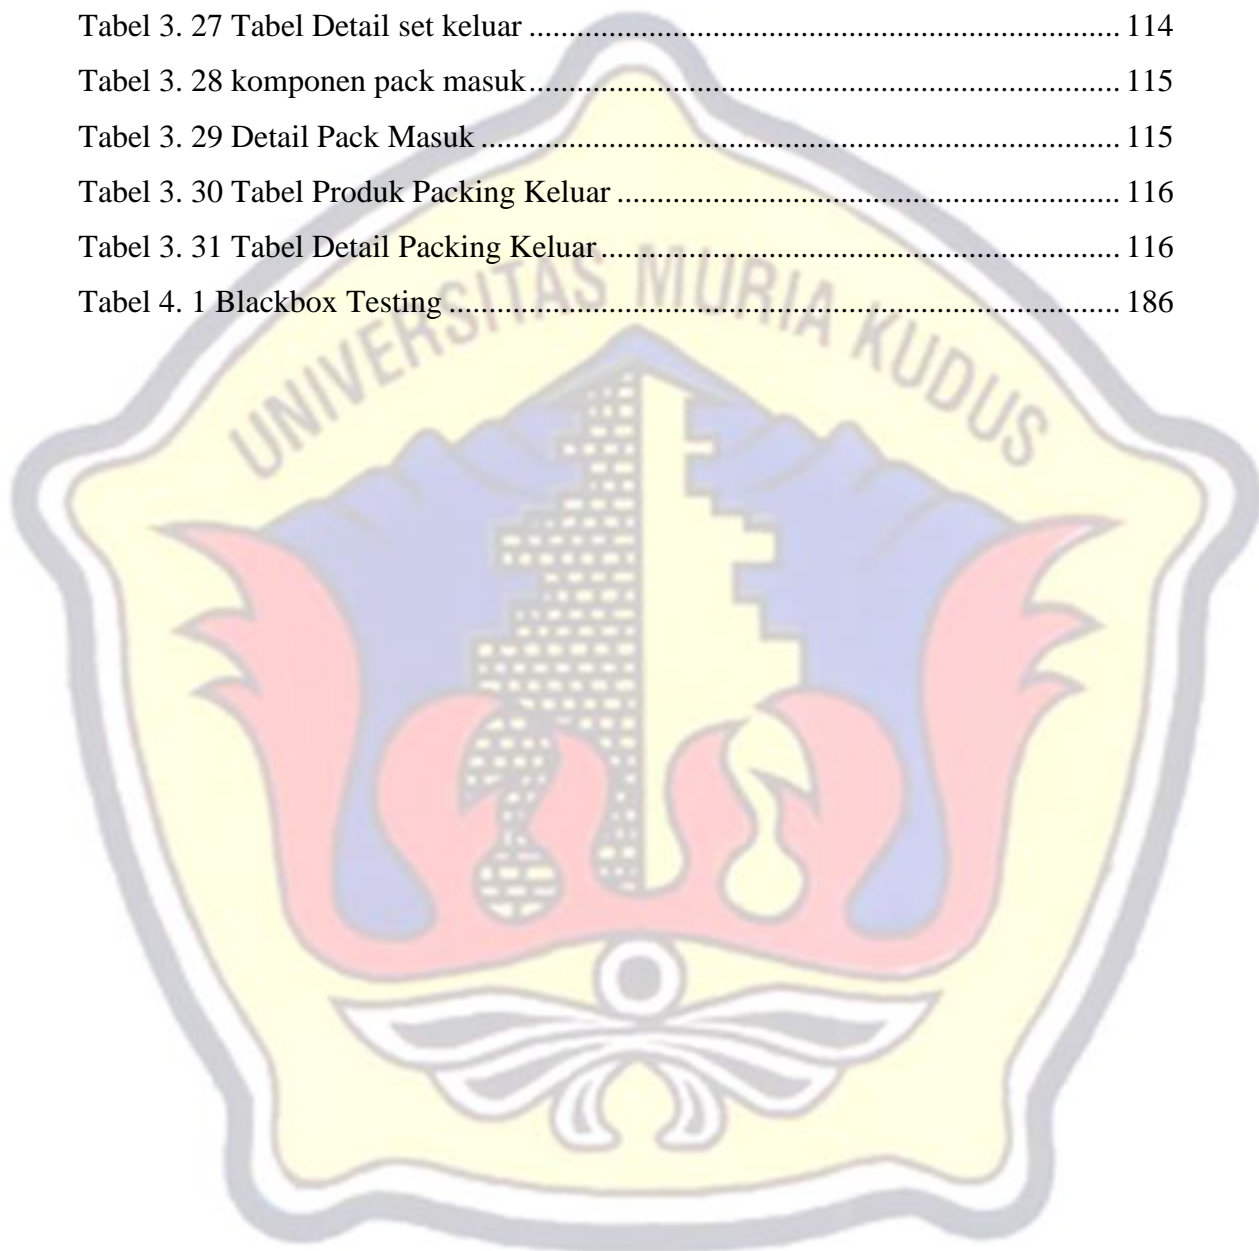 Tabel 3. 27 Tabel Detail set keluar ........................................................................ 114
Tabel 3. 28 komponen pack masuk........................................................................ 115
Tabel 3. 29 Detail Pack Masuk .............................................................................. 115
Tabel 3. 30 Tabel Produk Packing Keluar ............................................................. 116
Tabel 3. 31 Tabel Detail Packing Keluar............................................................... 116
Tabel 4. 1 Blackbox Testing .................................................................................. 186
UNIVERSITAS MURIA KUDUS